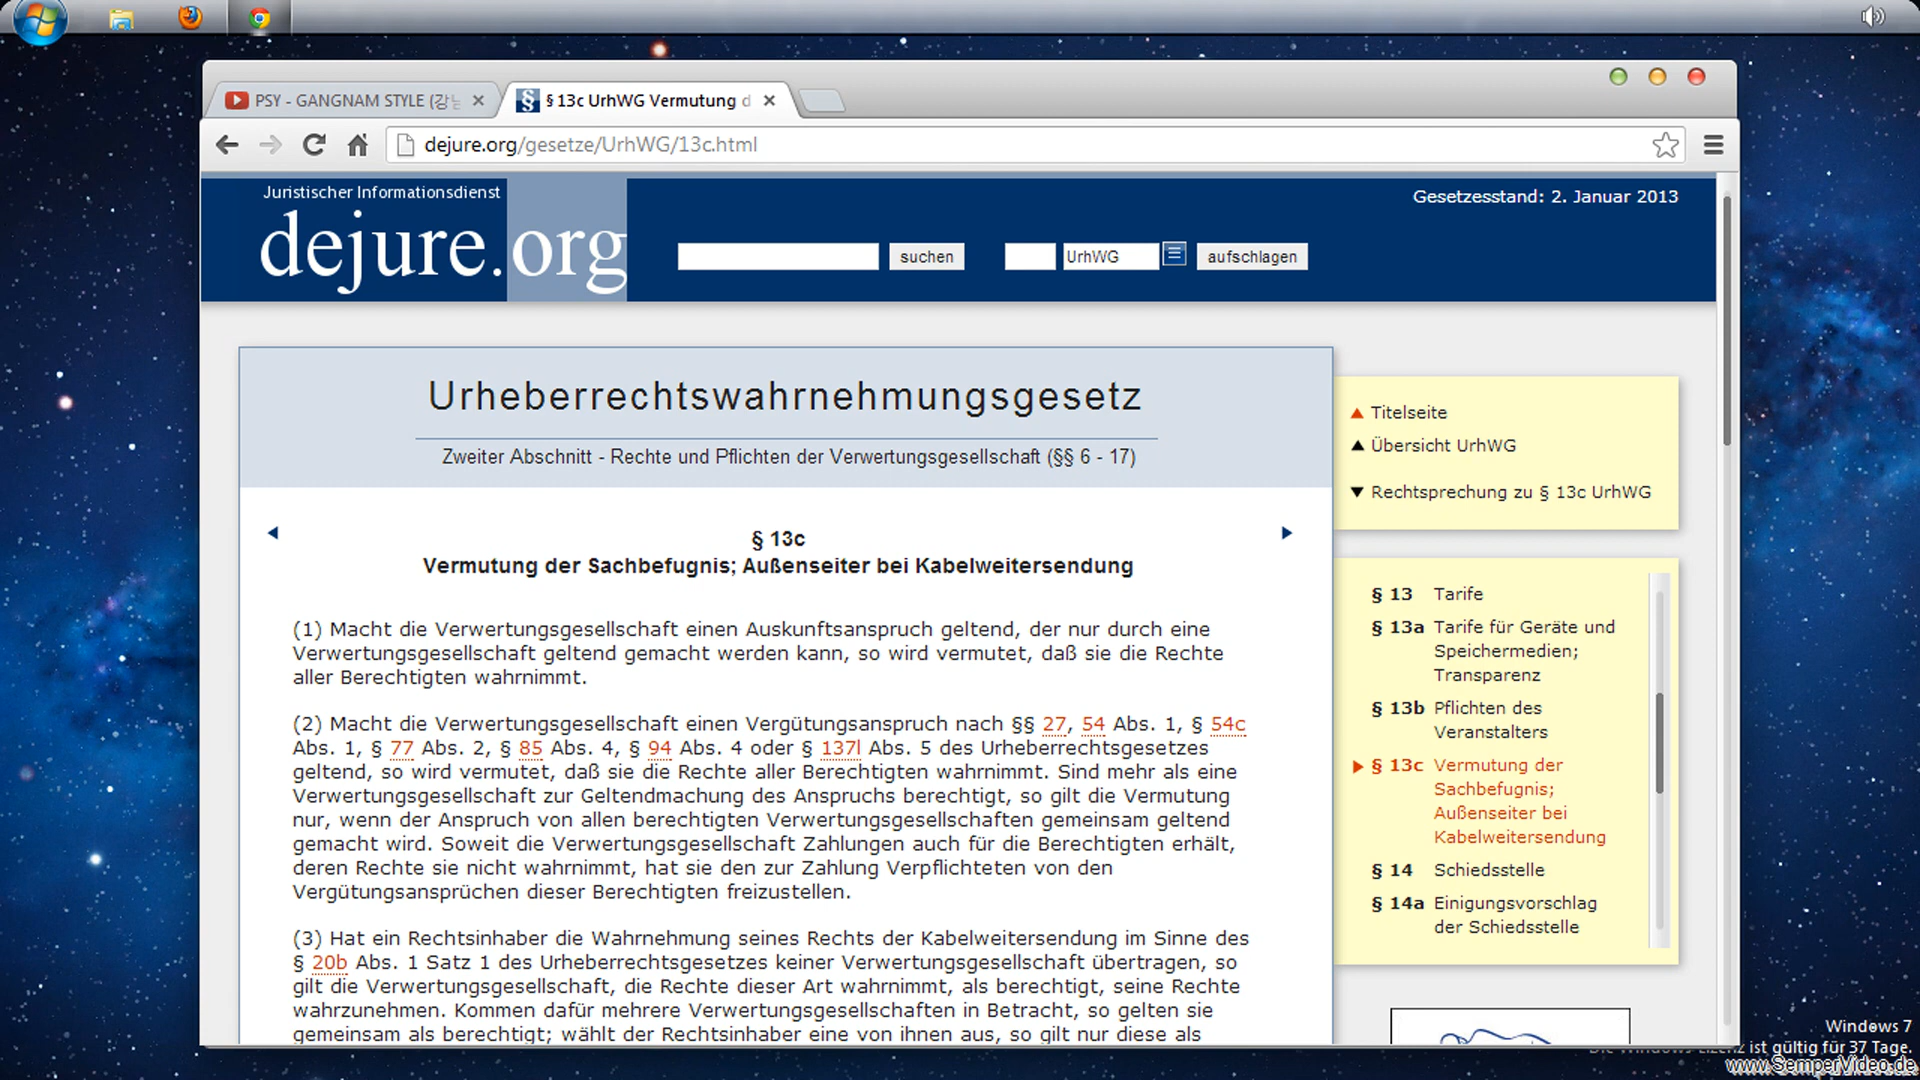 PSY - GANGNAM STYLE (강남
§ 13c UrhWG Vermutung d
dejure.org/gesetze/UrhWG/13c.html
Juristischer Informationsdienst
dejure.org
suchen
UrhWG
aufschlagen
Gesetzesstand: 2. Januar 2013
Urheberrechtswahrnehmungsgesetz
Zweiter Abschnitt - Rechte und Pflichten der Verwertungsgesellschaft (§§ 6 - 17)
§ 13c
Vermutung der Sachbefugnis; Außenseiter bei Kabelweitersendung
(1) Macht die Verwertungsgesellschaft einen Auskunftsanspruch geltend, der nur durch eine
Verwertungsgesellschaft geltend gemacht werden kann, so wird vermutet, daß sie die Rechte
aller Berechtigten wahrnimmt.
(2) Macht die Verwertungsgesellschaft einen Vergütungsanspruch nach §§ 27, 54 Abs. 1, § 54c
Abs. 1, § 77 Abs. 2, § 85 Abs. 4, § 94 Abs. 4 oder § 137l Abs. 5 des Urheberrechtsgesetzes
geltend, so wird vermutet, daß sie die Rechte aller Berechtigten wahrnimmt. Sind mehr als eine
Verwertungsgesellschaft zur Geltendmachung des Anspruchs berechtigt, so gilt die Vermutung
nur, wenn der Anspruch von allen berechtigten Verwertungsgesellschaften gemeinsam geltend
gemacht wird. Soweit die Verwertungsgesellschaft Zahlungen auch für die Berechtigten erhält,
deren Rechte sie nicht wahrnimmt, hat sie den zur Zahlung Verpflichteten von den
Vergütungsansprüchen dieser Berechtigten freizustellen.
(3) Hat ein Rechtsinhaber die Wahrnehmung seines Rechts der Kabelweitersendung im Sinne des
§ 20b Abs. 1 Satz 1 des Urheberrechtsgesetzes keiner Verwertungsgesellschaft übertragen, so
gilt die Verwertungsgesellschaft, die Rechte dieser Art wahrnimmt, als berechtigt, seine Rechte
wahrzunehmen. Kommen dafür mehrere Verwertungsgesellschaften in Betracht, so gelten sie
gemeinsam als berechtigt; wählt der Rechtsinhaber eine von ihnen aus, so gilt nur diese als
Titelseite
Übersicht UrhWG
Rechtsprechung zu § 13c UrhWG
§ 13 Tarife
§ 13a Tarife für Geräte und
Speichermedien;
Transparenz
§ 13b Pflichten des
Veranstalters
§ 13c Vermutung der
Sachbefugnis;
Außenseiter bei
Kabelweitersendung
§ 14 Schiedsstelle
§ 14a Einigungsvorschlag
der Schiedsstelle
Windows 7
Die Windows-Lizenz ist gültig für 37 Tage.
www.SemperVideo.de